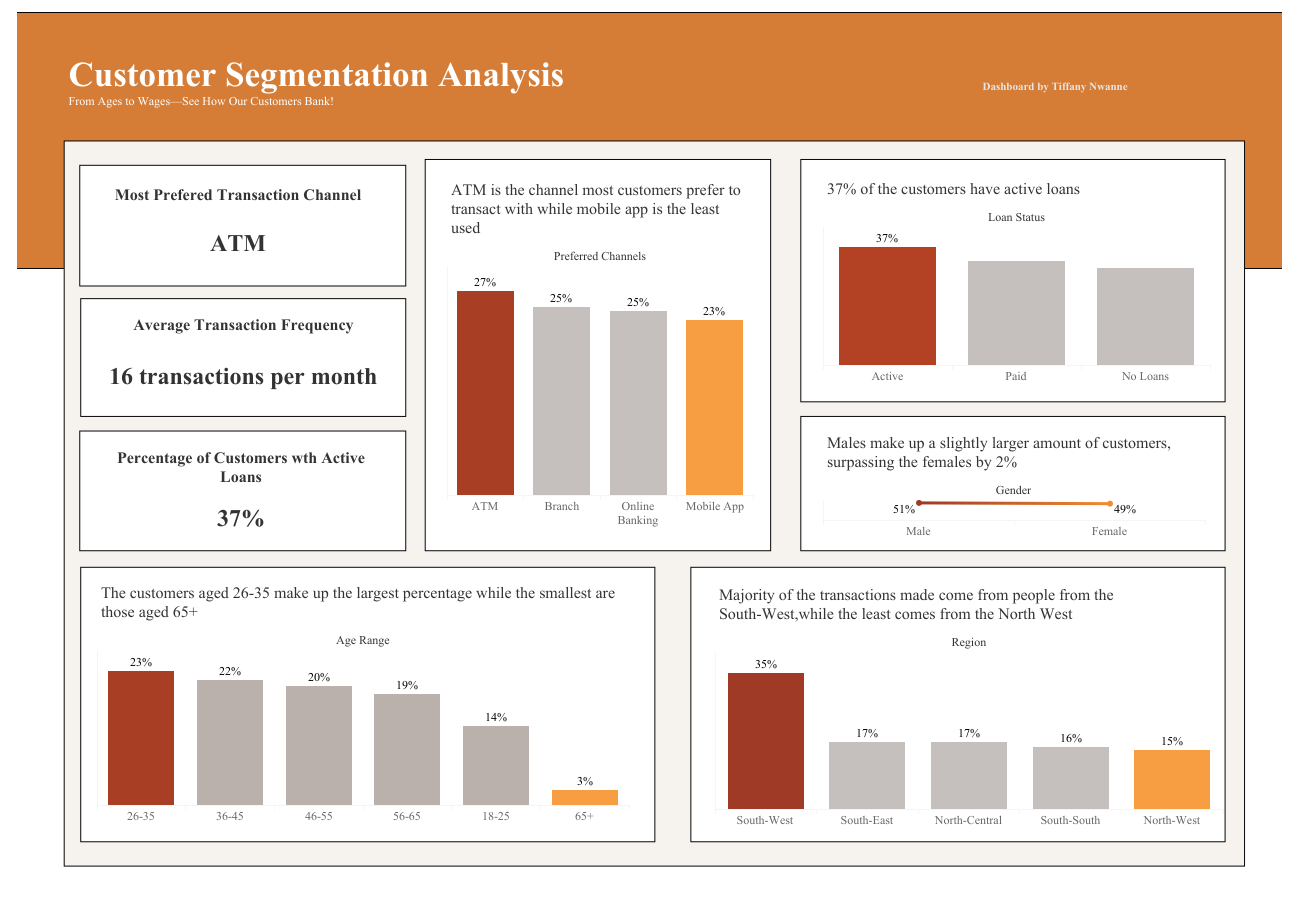 Customer Segmentation Analysis
From Ages to Wages—See How Our Customers Bank!
Dashboard by Tiffany Nwanne
Most Prefered Transaction Channel
ATM
Average Transaction Frequency
16 transactions per month
Percentage of Customers wth Active
Loans
37%
ATM is the channel most customers prefer to
transact with while mobile app is the least
used
Preferred Channels
27%
25%
25%
23%
ATM
Branch
Online
Banking
Mobile App
37% of the customers have active loans
Loan Status
37%
Active
Paid
No Loans
Males make up a slightly larger amount of customers,
surpassing the females by 2%
Gender
51%
49%
Male
Female
The customers aged 26-35 make up the largest percentage while the smallest are
those aged 65+
Age Range
23%
22%
20%
19%
14%
3%
26-35
36-45
46-55
56-65
18-25
65+
Majority of the transactions made come from people from the
South-West,while the least comes from the North West
Region
35%
17%
17%
16%
15%
South-West
South-East
North-Central
South-South
North-West